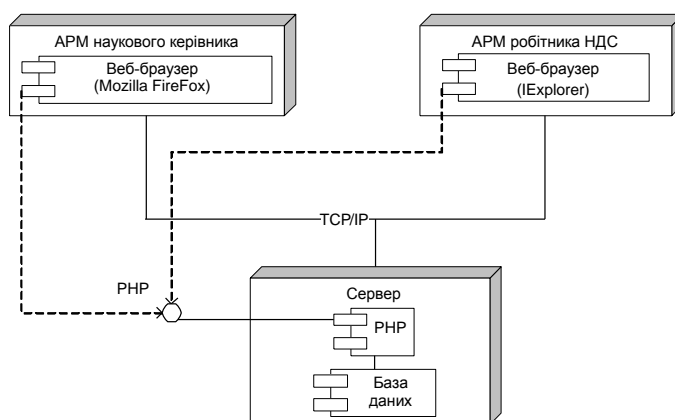 АРМ наукового керівника
Веб-браузер
(Mozilla FireFox)
АРМ робітника НДС
Веб-браузер
(IExplorer)
TCP/IP
PHP
Сервер
PHP
База
даних